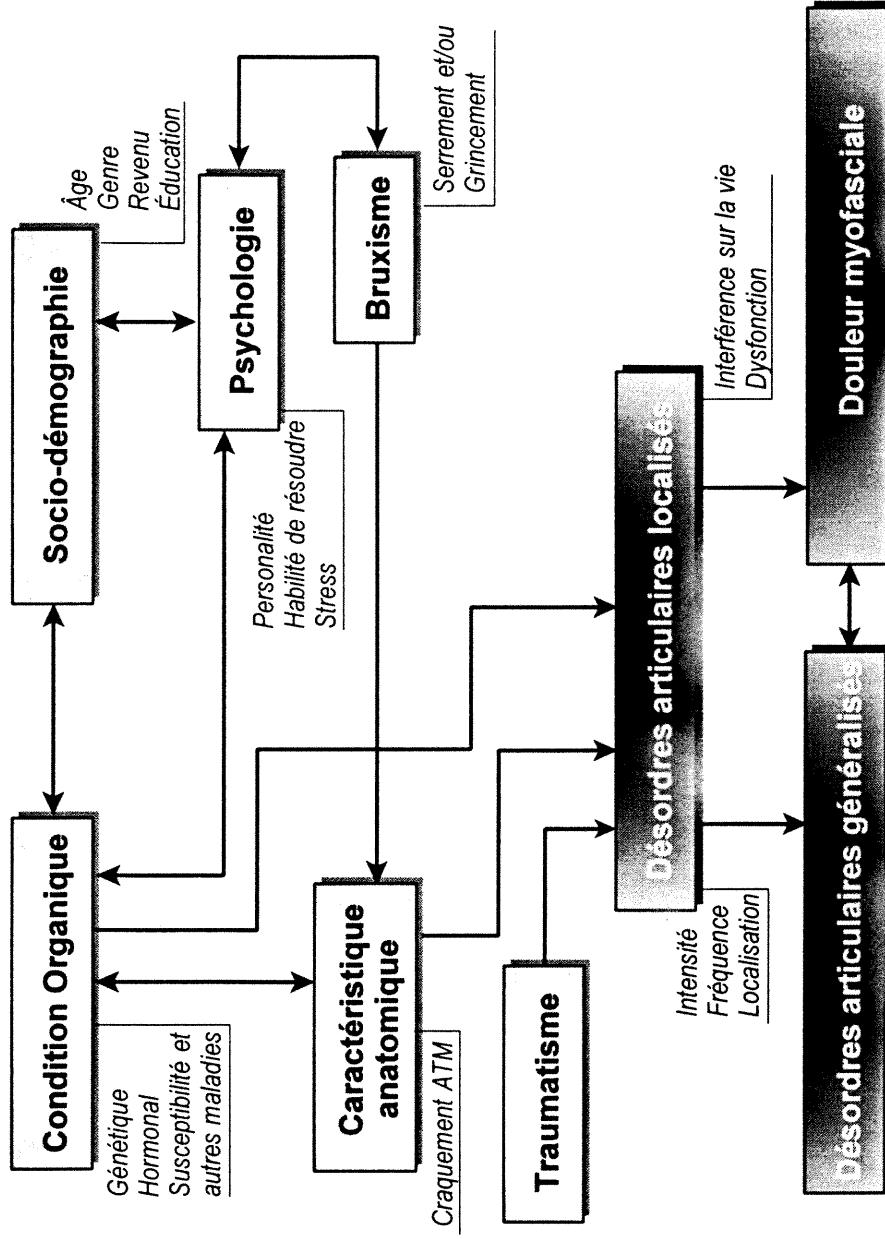 Condition Organique
Génétique
Hormonal
Susceptibilité et
autres maladies
Socio-démographie
Âge
Genre
Revenu
Éducation
Psychologie
Personalité
Habilité de résoudre
Stress
Bruxisme
Serrement et/ou
Grincement
Caractéristique
anatomique
Craquement ATM
Traumatisme
Désordres articulaires localisés
Intensité
Fréquence
Localisation
Interférence sur la vie
Dysfonction
Désordres articulaires généralisés
Douleur myofasciale